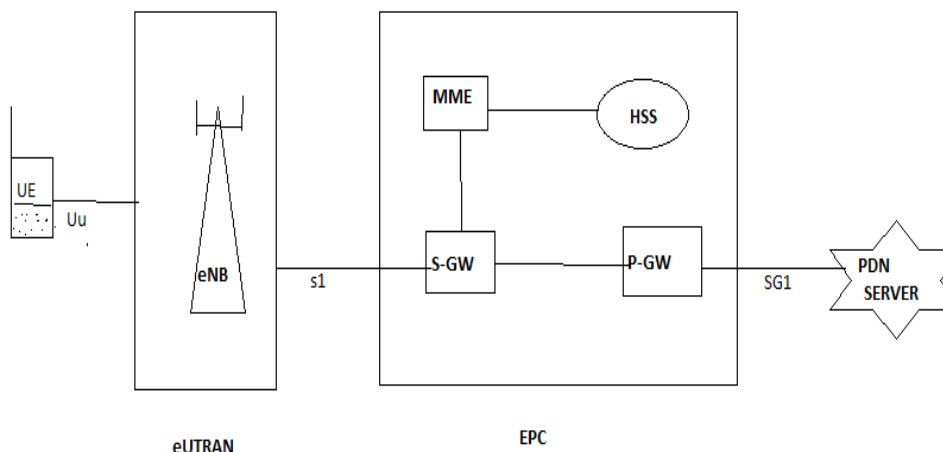 MME
HSS
UE
Uu
eNB
s1
S-GW
P-GW
SG1
PDN
SERVER
eUTRAN
EPC